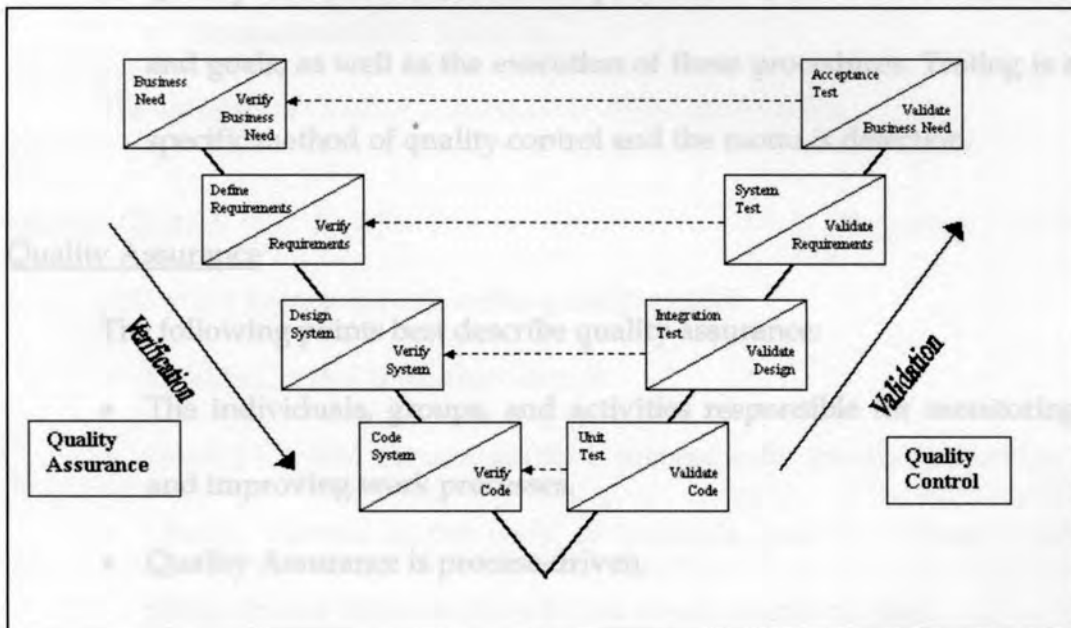 and goals, as well as the execution of these procedures. Testing is a
specific method of quality control and the
Business
Need
Verify
Business
Need
Acceptance
Test
Validate
Business Need
Define
Requirements
Verify
Requirements
System
Test
Validate
Requirements
Quality Assurance
Design
System
Verify
System
Integration
Test
Validate
Design
The following points best describe quality assurance:
Verification
Validation
• The individuals, groups, and activities responsible for monitoring
Quality
Assurance
Code
System
Verify
Code
Unit
Test
Validate
Code
Quality
Control
and improving work processes.
• Quality Assurance is process driven.